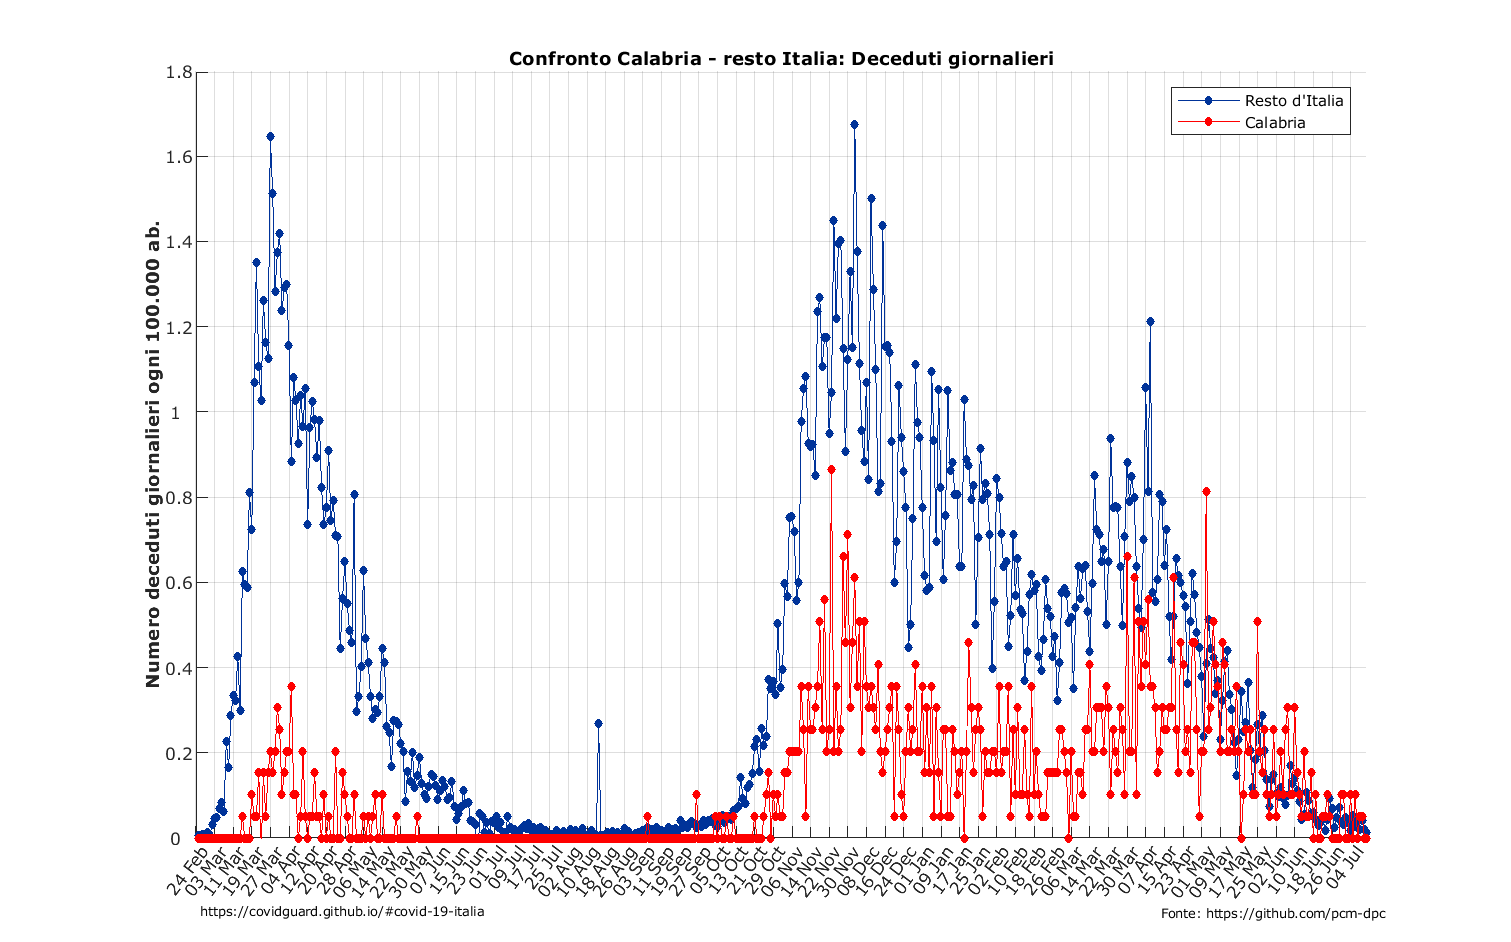 Confronto Calabria - resto Italia: Deceduti giornalieri
Numero deceduti giornalieri ogni 100.000 ab.
1.8
1.6
1.4
1.2
1
0.8
0.6
0.4
0.2
0
Resto d'Italia
Calabria
24 Feb
03 Mar
11 Mar
19 Mar
27 Mar
04 Apr
12 Apr
20 Apr
28 Apr
06 May
14 May
22 May
30 May
07 Jun
15 Jun
23 Jun
01 Jul
09 Jul
17 Jul
25 Jul
02 Aug
10 Aug
18 Aug
26 Aug
03 Sep
11 Sep
19 Sep
27 Sep
05 Oct
13 Oct
21 Oct
29 Oct
06 Nov
14 Nov
22 Nov
30 Nov
08 Dec
16 Dec
24 Dec
01 Jan
09 Jan
17 Jan
25 Jan
02 Feb
10 Feb
18 Feb
26 Feb
06 Mar
14 Mar
22 Mar
30 Mar
07 Apr
15 Apr
23 Apr
01 May
09 May
17 May
25 May
02 Jun
10 Jun
18 Jun
26 Jun
04 Jul
https://covidguard.github.io/#covid-19-italia
Fonte: https://github.com/pcm-dpc